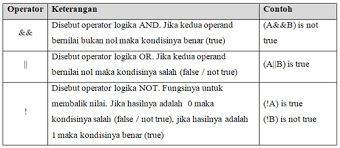 Operator Keterangan Contoh
&& Disebut operator logika AND. Jika kedua operand (A&&B) is not
bernilai bukan nol maka kondisinya benar (true) true
|| Disebut operator logika OR. Jika kedua operand (A||B) is true
bernilai nol maka kondisinya salah (false / not true)
Disebut operator logika NOT. Fungsinya untuk
membalik nilai. Jika hasilnya adalah 0 maka (!A) is true
! kondisinya salah (false / not true), jika hasilnya adalah (!B) is not true
1 maka kondisinya benar (true)